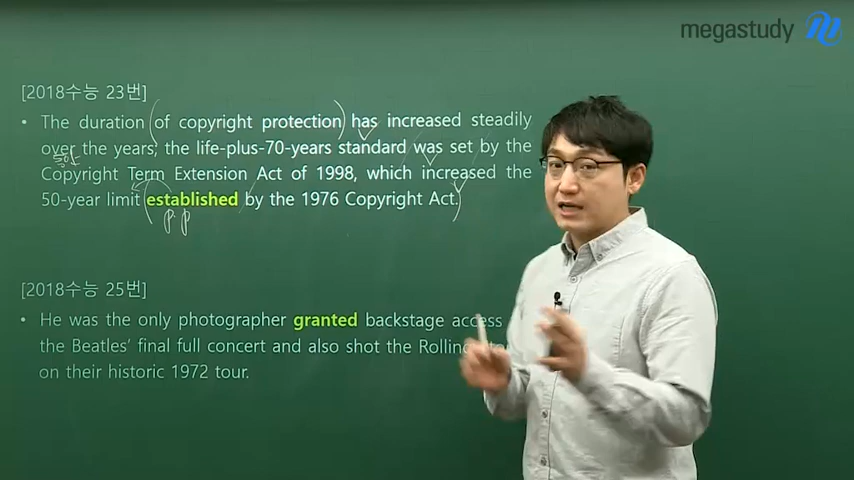 megastudy
[2018수능 23번]
• The duration of copyright protection has increased steadily
over the years; the life-plus-70-years standard was set by the
Copyright Term Extension Act of 1998, which increased the
50-year limit established by the 1976 Copyright Act.
p.p
[2018수능 25번]
• He was the only photographer granted backstage access
the Beatles' final full concert and also shot the Rolling
on their historic 1972 tour.